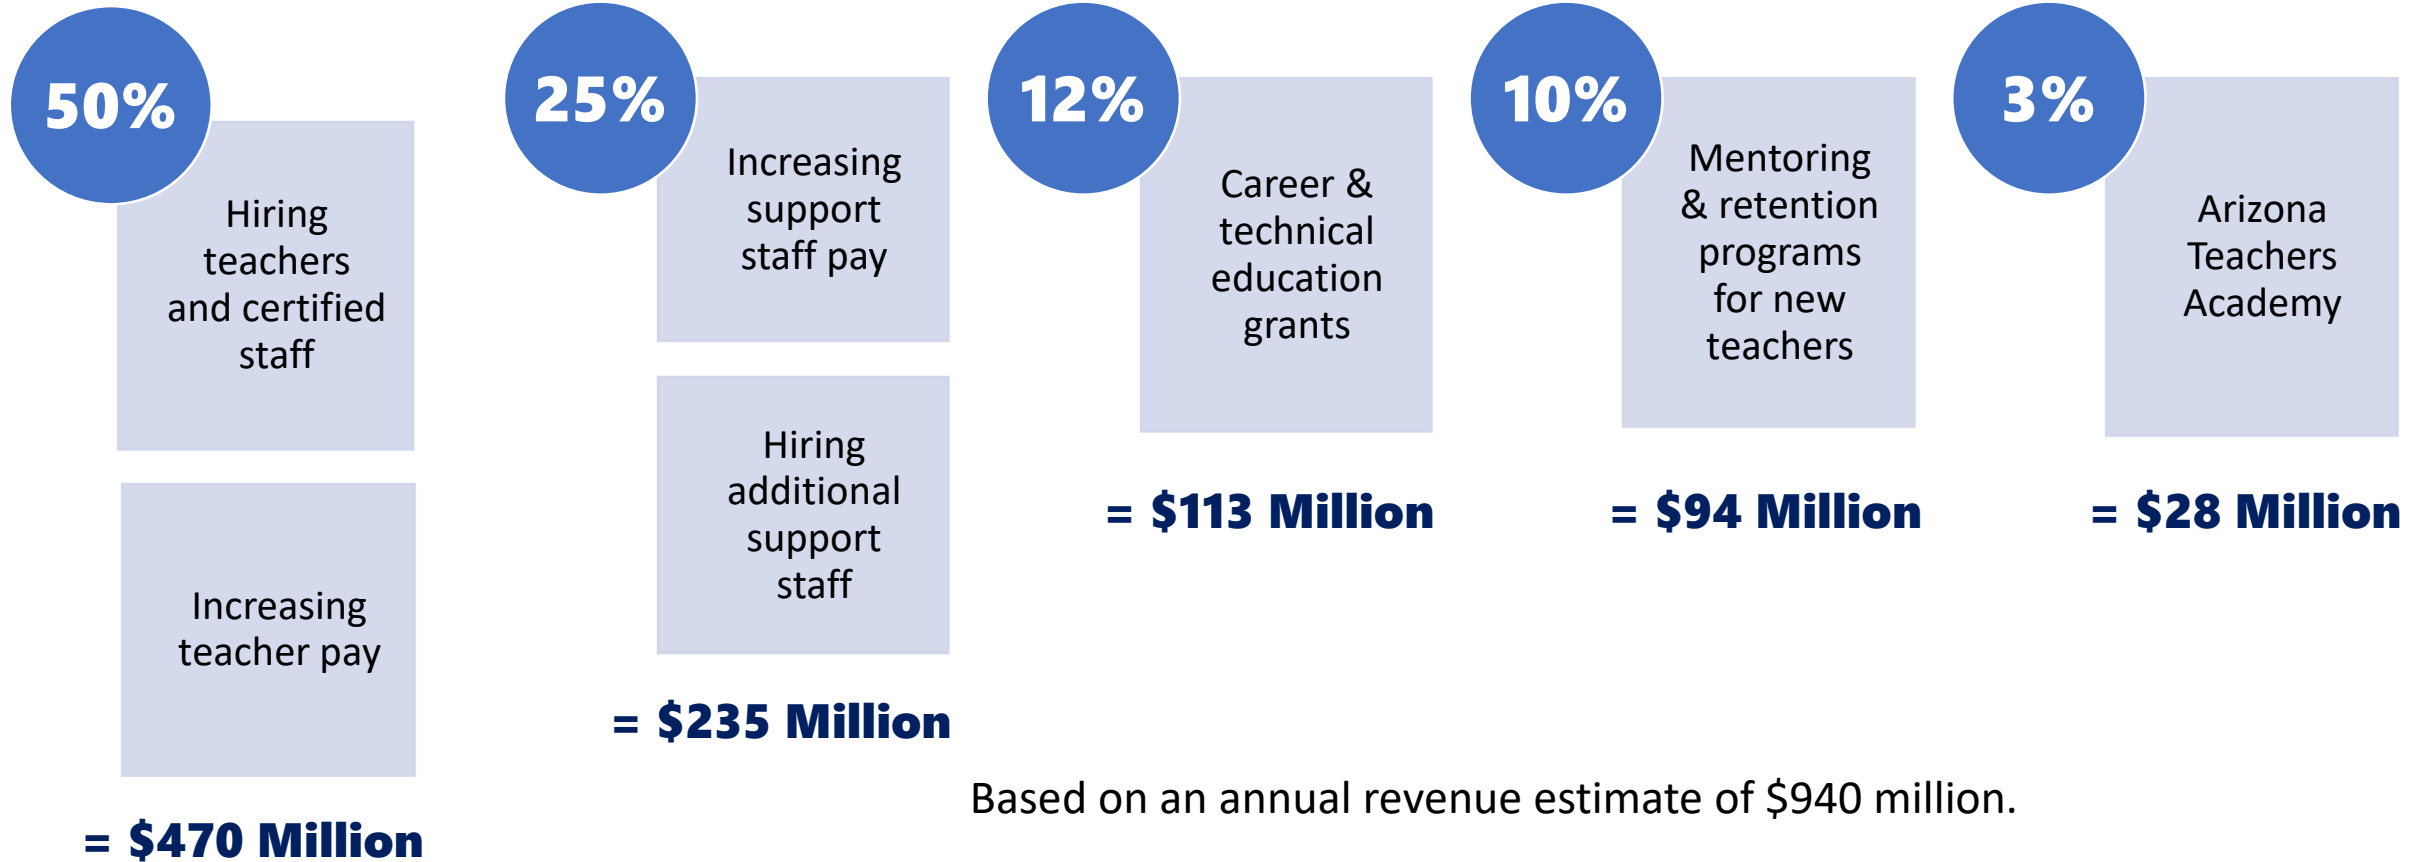 50%
Hiring
teachers
and certified
staff
Increasing
teacher pay
= $470 Million
25%
Increasing
support
staff pay
Hiring
additional
support
staff
= $235 Million
12%
Career &
technical
education
grants
= $113 Million
10%
Mentoring
& retention
programs
for new
teachers
= $94 Million
3%
Arizona
Teachers
Academy
= $28 Million
Based on an annual revenue estimate of $940 million.